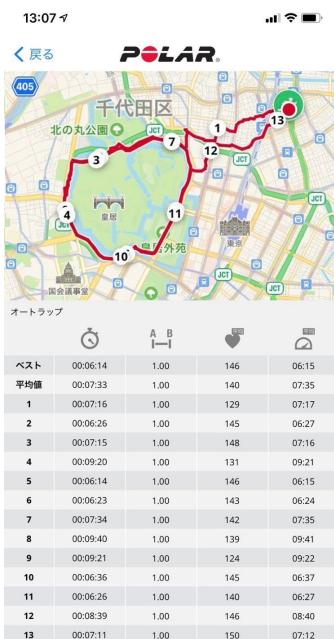 13:07
戻る
POLAR
405
千代田区
北の丸公園
JCT
13
1
12
7
3
JCT
4
JCT
皇居
11
皇居外苑
東京
10
JCT
JCT
国会議事堂
オートラップ
A B
ベスト 00:06:14 1.00 146 06:15
平均値 00:07:33 1.00 140 07:35
1 00:07:16 1.00 129 07:17
2 00:06:26 1.00 145 06:27
3 00:07:15 1.00 148 07:16
4 00:09:20 1.00 131 09:21
5 00:06:14 1.00 146 06:15
6 00:06:23 1.00 143 06:24
7 00:07:34 1.00 142 07:35
8 00:09:40 1.00 139 09:41
9 00:09:21 1.00 124 09:22
10 00:06:36 1.00 145 06:37
11 00:06:26 1.00 140 06:27
12 00:08:39 1.00 146 08:40
13 00:07:11 1.00 150 07:12